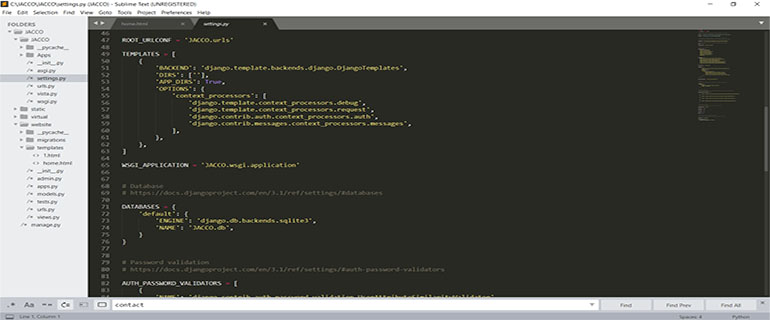 C:\JACCO\JACCO\settings.py (JACCO) - Sublime Text (UNREGISTERED)
File Edit Selection Find View Goto Tools Project Preferences Help
FOLDERS
JACCO
JACCO
__pycache__
Apps
__init__.py
asgi.py
settings.py
urls.py
vista.py
wsgi.py
static
virtual
website
__pycache__
migrations
templates
1.html
home.html
__init__.py
admin.py
apps.py
models.py
tests.py
urls.py
views.py
manage.py
home.html
settings.py
46
47 ROOT_URLCONF = 'JACCO.urls'
48
49 TEMPLATES = [
50 {
51 'BACKEND': 'django.template.backends.django.DjangoTemplates',
52 'DIRS': [''],
53 'APP_DIRS': True,
54 'OPTIONS': {
55 'context_processors': [
56 'django.template.context_processors.debug',
57 'django.template.context_processors.request',
58 'django.contrib.auth.context_processors.auth',
59 'django.contrib.messages.context_processors.messages',
60 ],
61 },
62 },
63 ]
64
65 WSGI_APPLICATION = 'JACCO.wsgi.application'
66
67
68 # Database
69 # https://docs.djangoproject.com/en/3.1/ref/settings/#databases
70
71 DATABASES = {
72 'default': {
73 'ENGINE': 'django.db.backends.sqlite3',
74 'NAME': 'JACCO.db',
75 }
76 }
77
78
79 # Password validation
80 # https://docs.djangoproject.com/en/3.1/ref/settings/#auth-password-validators
81
82 AUTH_PASSWORD_VALIDATORS = [
83 {
.* Aa contact Find Find Prev Find All
Line 1, Column 1 Spaces: 4 Python